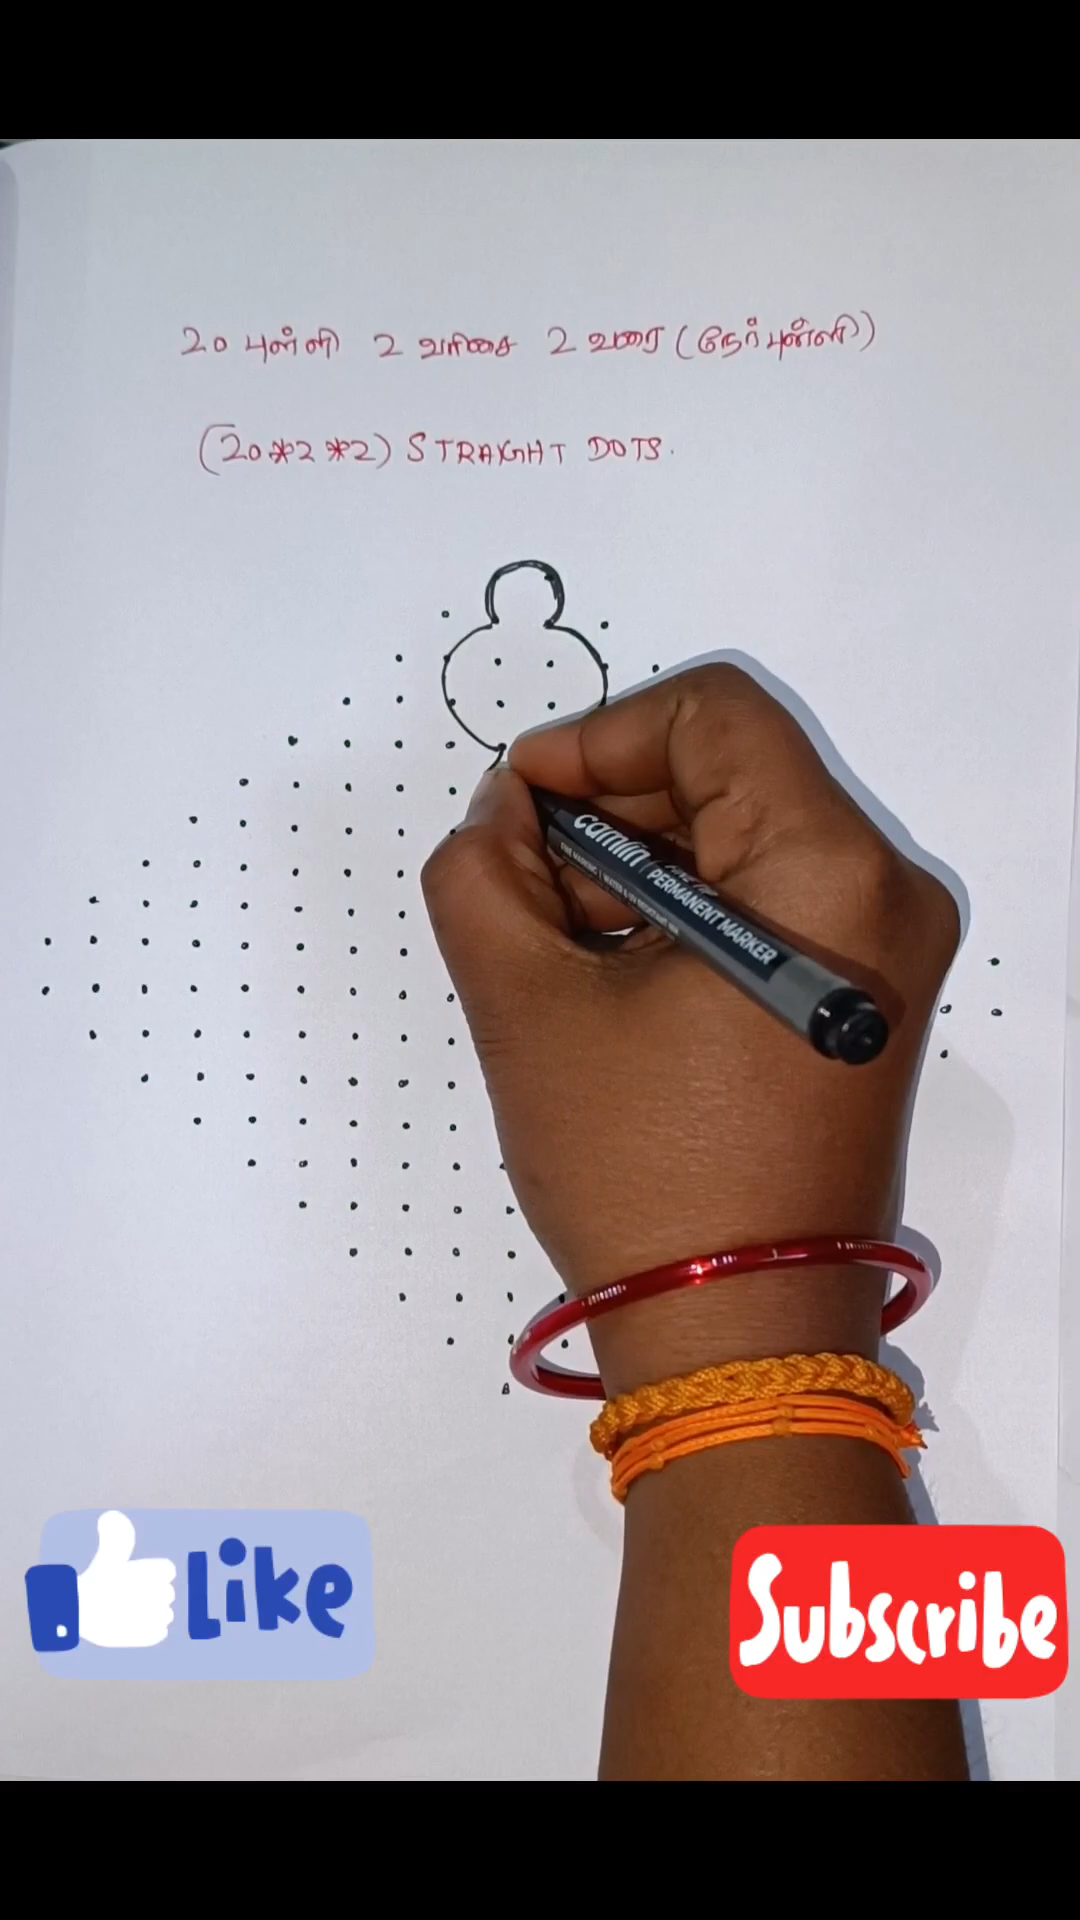 20 புள்ளி 2 வரிசை 2 வரை (நேர்புள்ளி)
(20*2*2) STRAIGHT DOTS.
camlin
PERMANENT MARKER
Like
Subscribe